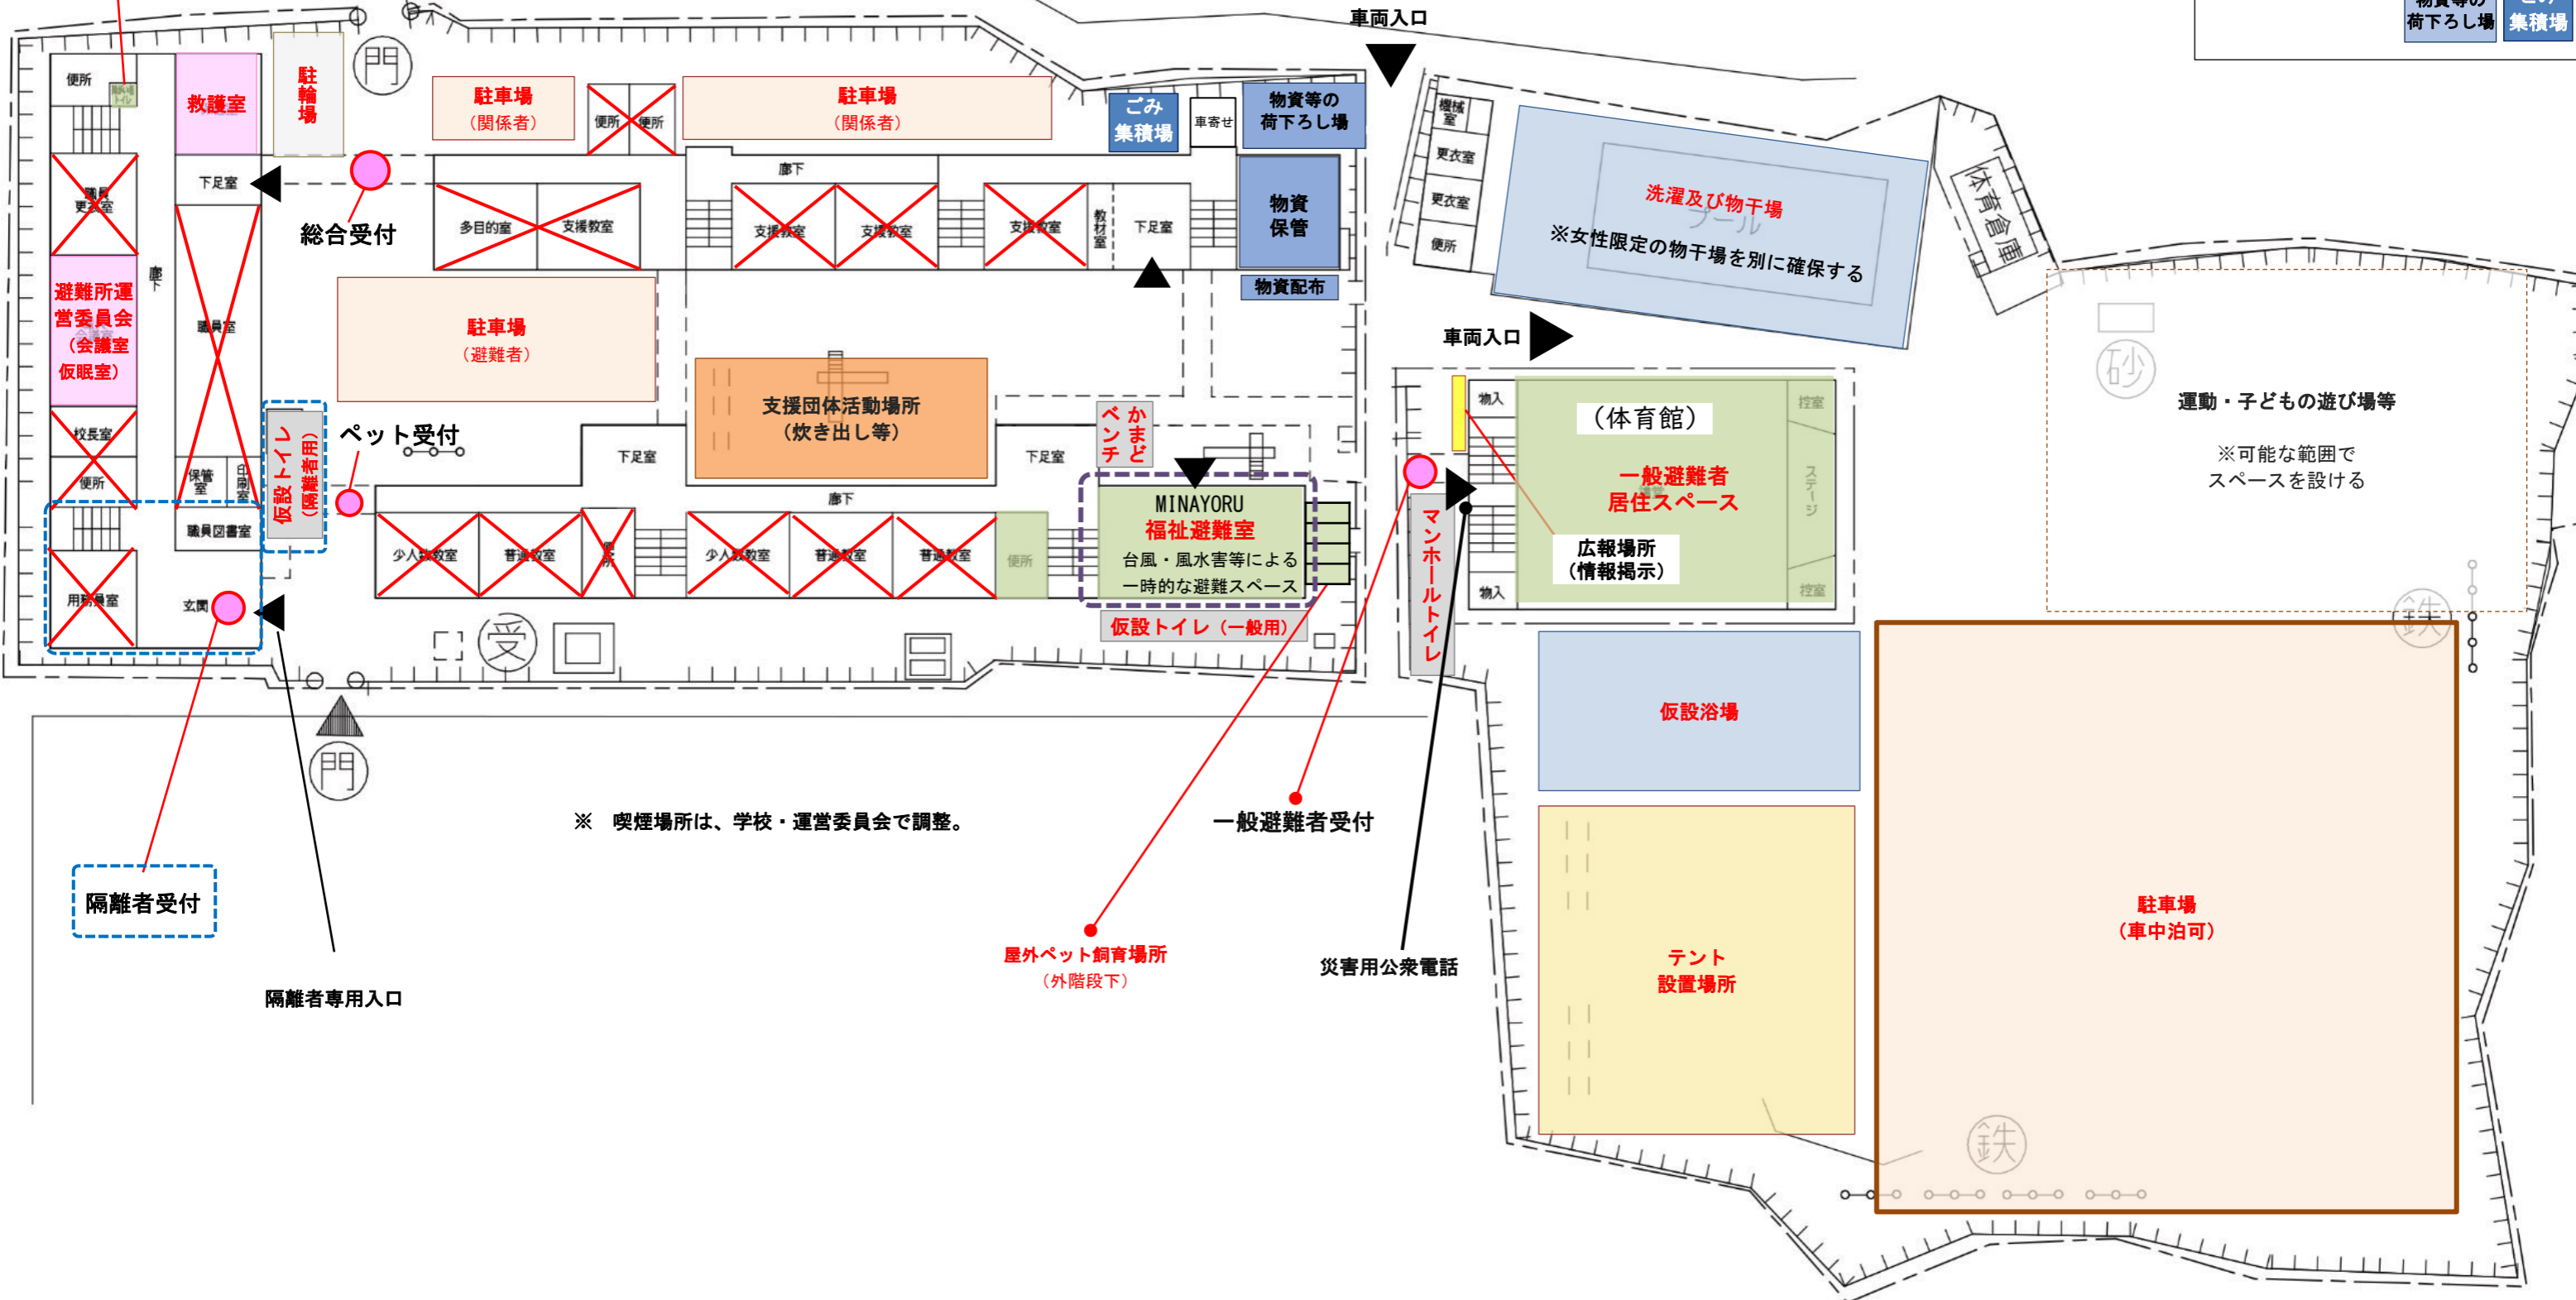 車両入口
物資等の
荷下ろし場
ごみ
集積場
門
便所
救護室
駐輪場
駐車場
（関係者）
便所
便所
駐車場
（関係者）
ごみ
集積場
車寄せ
物資等の
荷下ろし場
機械室
更衣室
更衣室
便所
洗濯及び物干場
プール
※女性限定の物干場を別に確保する
体育倉庫
職員
更衣室
下足室
総合受付
廊下
多目的室
支援教室
支援教室
支援教室
支援教室
教材室
下足室
物資
保管
物資配布
避難所運
営委員会
（会議室
仮眠室）
廊下
職員室
駐車場
（避難者）
支援団体活動場所
（炊き出し等）
車両入口
砂
運動・子どもの遊び場等
※可能な範囲で
スペースを設ける
校長室
便所
保管室
印刷室
仮設トイレ
（隔離者用）
ペット受付
下足室
下足室
かまど
ベンチ
物入
（体育館）
一般避難者
居住スペース
控室
ステージ
控室
物入
広報場所
（情報掲示）
マンホールトイレ
職員図書室
用務員室
玄関
廊下
少人数教室
普通教室
便所
少人数教室
普通教室
普通教室
便所
MINAYORU
福祉避難室
台風・風水害等による
一時的な避難スペース
仮設トイレ（一般用）
受
鉄
門
仮設浴場
※　喫煙場所は、学校・運営委員会で調整。
一般避難者受付
隔離者受付
隔離者専用入口
屋外ペット飼育場所
（外階段下）
災害用公衆電話
テント
設置場所
駐車場
（車中泊可）
鉄